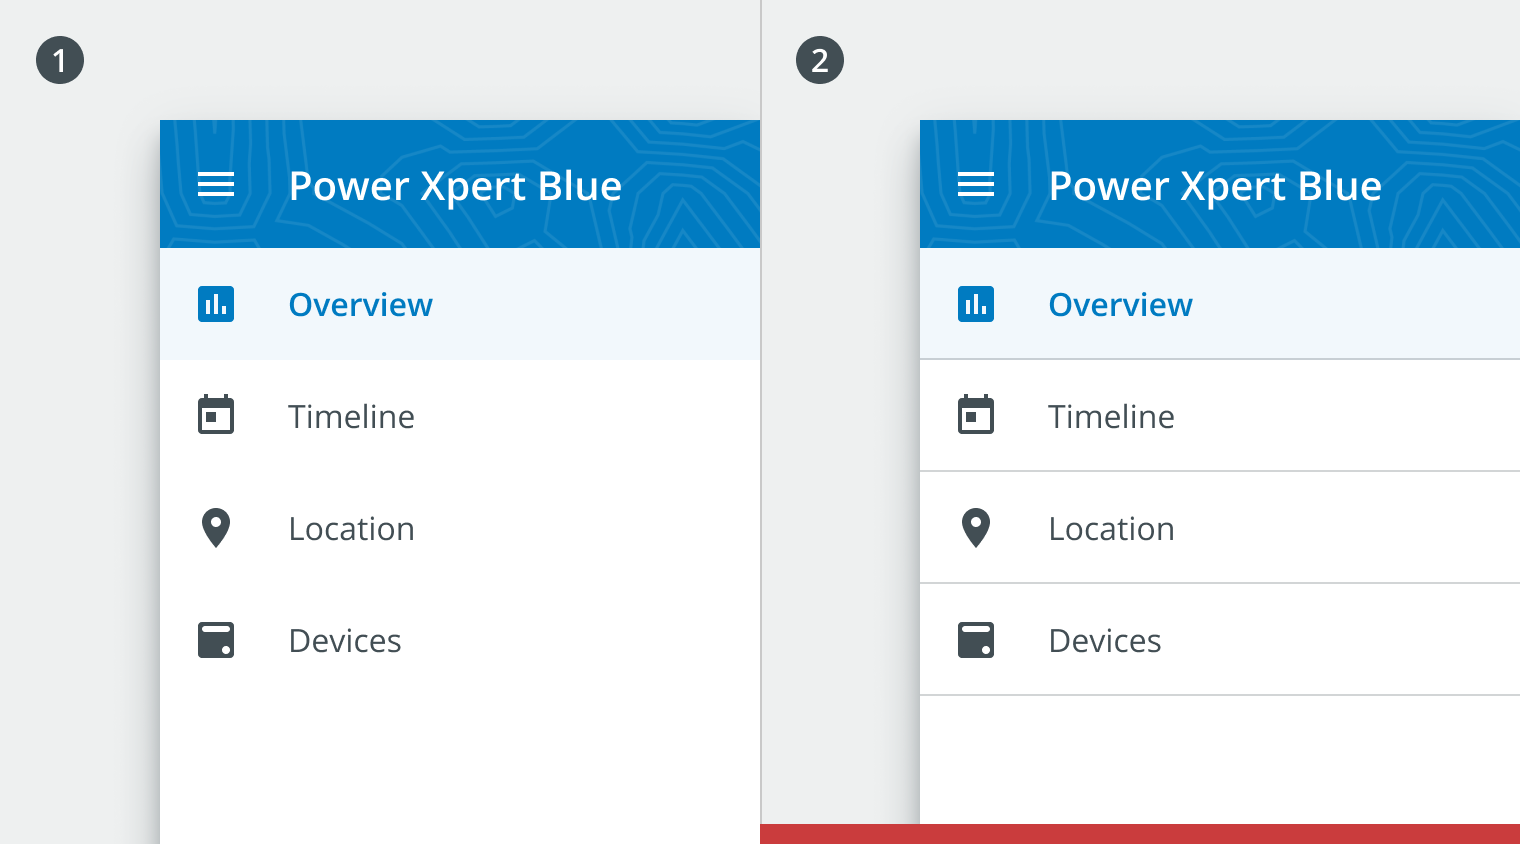 1
Power Xpert Blue
Overview
Timeline
Location
Devices
2
Power Xpert Blue
Overview
Timeline
Location
Devices